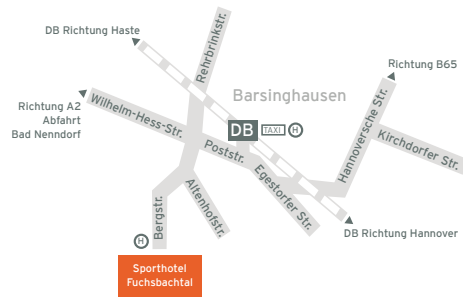 DB Richtung Haste
Rehrbrinkstr.
Richtung B65
Barsinghausen
Richtung A2
Abfahrt
Bad Nenndorf
Wilhelm-Hess-Str.
DB
TAXI
H
Hannoversche Str.
Kirchdorfer Str.
Poststr.
Egestorfer Str.
Altenhofstr.
Bergstr.
H
DB Richtung Hannover
Sporthotel
Fuchsbachtal